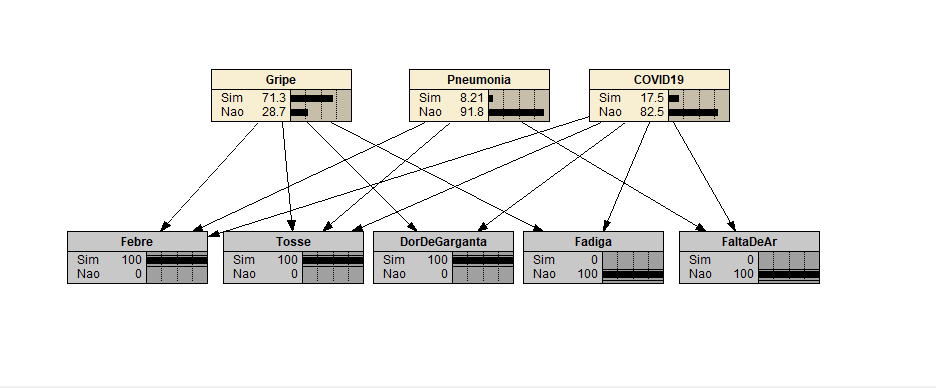 Gripe
Sim 71.3
Nao 28.7
Pneumonia
Sim 8.21
Nao 91.8
COVID19
Sim 17.5
Nao 82.5
Febre
Sim 100
Nao 0
Tosse
Sim 100
Nao 0
DorDeGarganta
Sim 100
Nao 0
Fadiga
Sim 0
Nao 100
FaltaDeAr
Sim 0
Nao 100